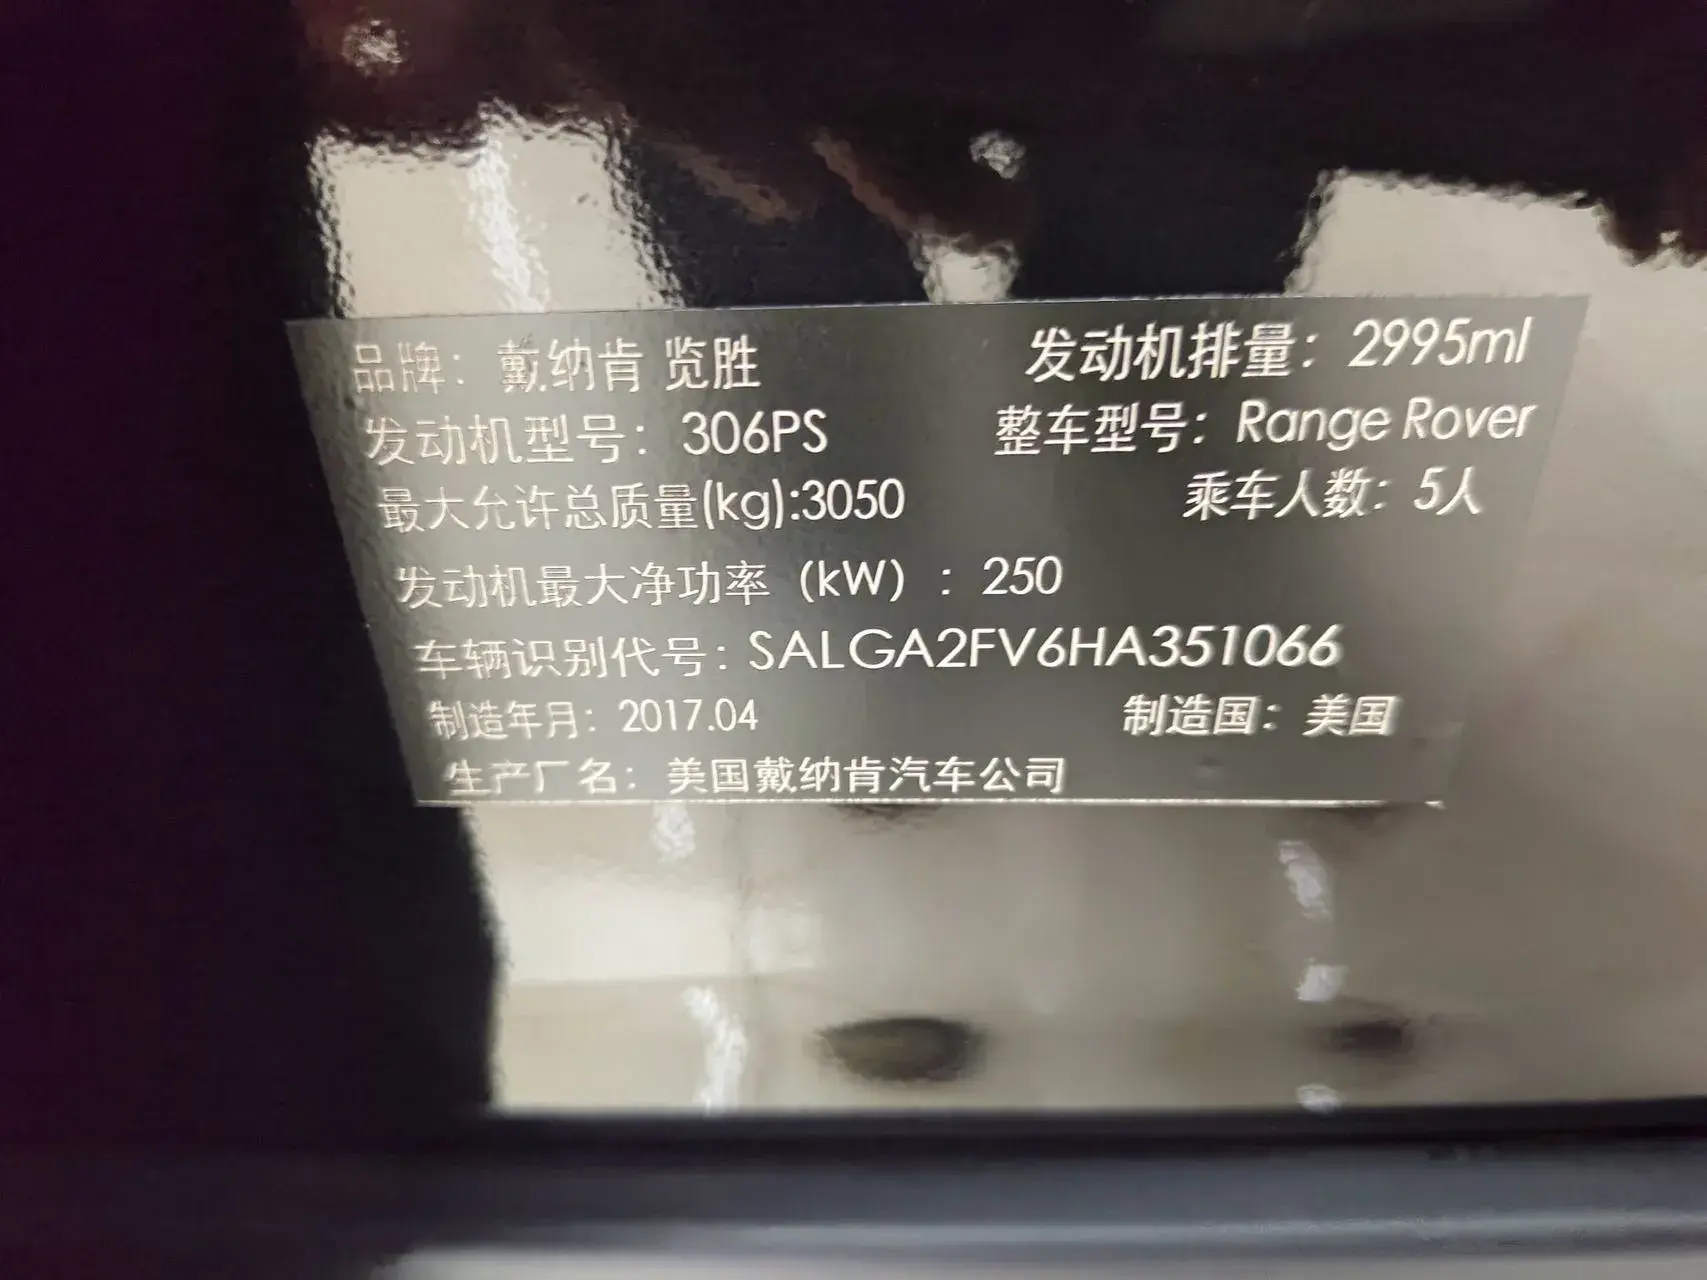 品牌：戴纳肯 览胜 发动机排量：2995ml
发动机型号：306PS 整车型号：Range Rover
最大允许总质量(kg):3050 乘车人数：5人
发动机最大净功率（kW）：250
车辆识别代号：SALGA2FV6HA351066
制造年月：2017.04 制造国：美国
生产厂名：美国戴纳肯汽车公司